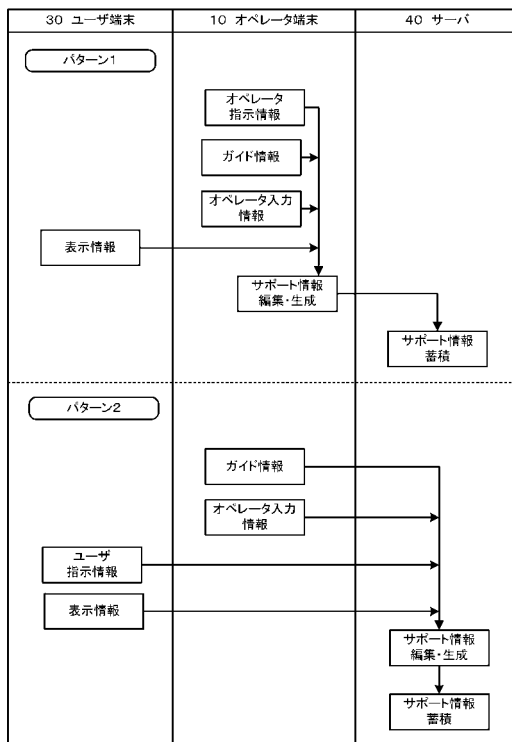 30 ユーザ端末
10 オペレータ端末
40 サーバ
パターン1
オペレータ
指示情報
ガイド情報
オペレータ入力
情報
表示情報
サポート情報
編集・生成
サポート情報
蓄積
パターン2
ガイド情報
オペレータ入力
情報
ユーザ
指示情報
表示情報
サポート情報
編集・生成
サポート情報
蓄積